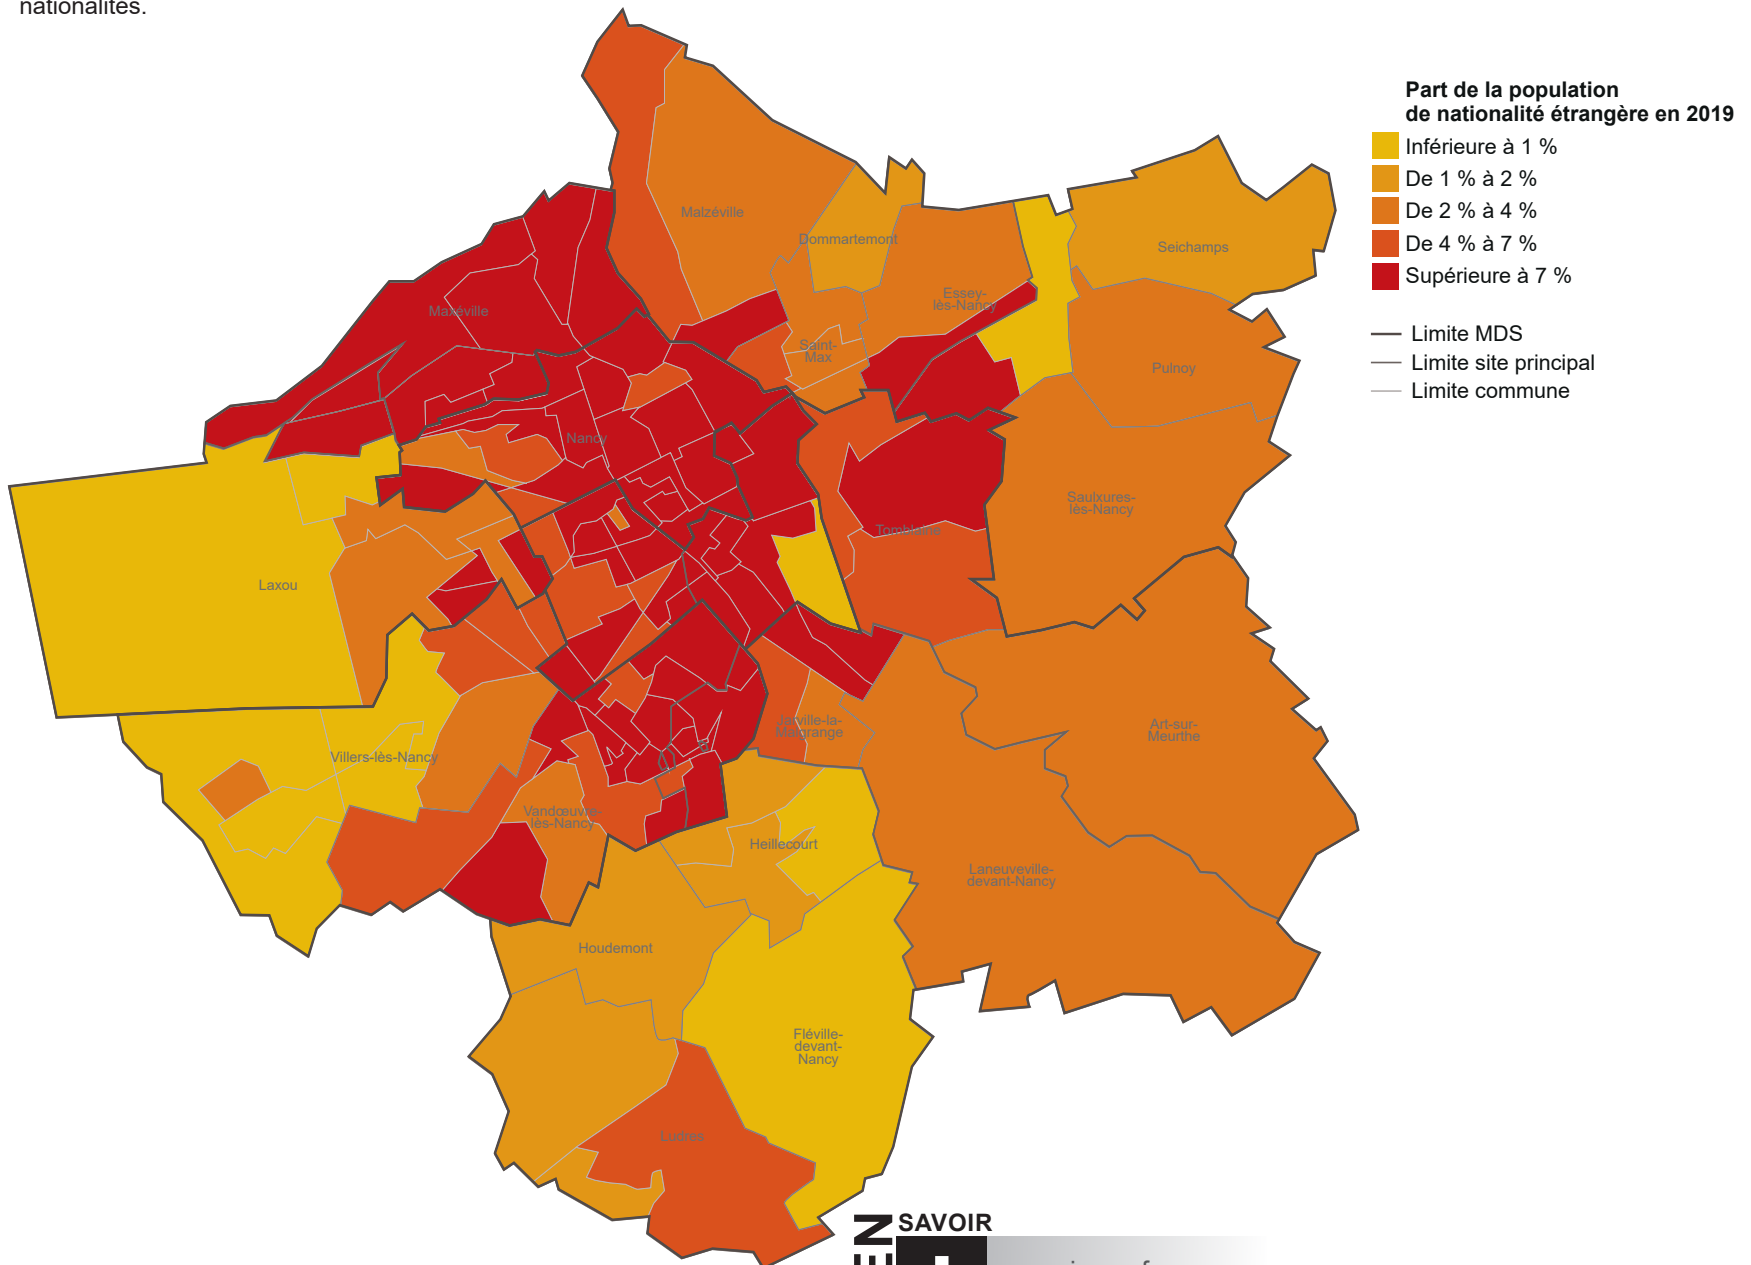 nationalités.
Part de la population
de nationalité étrangère en 2019
Inférieure à 1 %
De 1 % à 2 %
De 2 % à 4 %
De 4 % à 7 %
Supérieure à 7 %
Limite MDS
Limite site principal
Limite commune
Malzéville
Dommartemont
Seichamps
Essey-
lès-Nancy
Maxéville
Saint-
Max
Pulnoy
Nancy
Saulxures-
lès-Nancy
Tomblaine
Laxou
Jarville-la-
Malgrange
Art-sur-
Meurthe
Villers-lès-Nancy
Vandœuvre-
lès-Nancy
Heillecourt
Laneuveville-
devant-Nancy
Houdemont
Fléville-
devant-
Nancy
Ludres
EN
SAVOIR